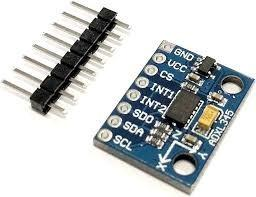 GND
VCC
CS
INT1
INT2
SDO
SDA
SCL
ADXL345
Z
X